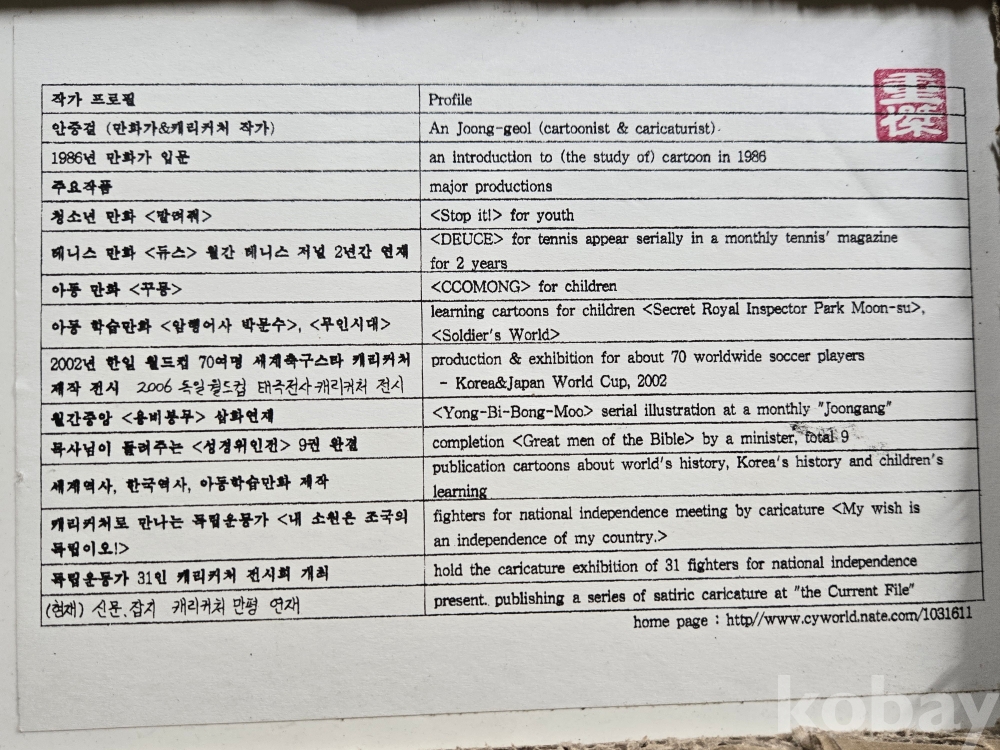 작가 프로필
Profile
안중걸 (만화가&캐리커처 작가)
An Joong-geol (cartoonist & caricaturist)
1986년 만화가 입문
an introduction to (the study of) cartoon in 1986
주요작품
major productions
청소년 만화 <말려줘>
<Stop it!> for youth
테니스 만화 <듀스> 월간 테니스 저널 2년간 연재
<DEUCE> for tennis appear serially in a monthly tennis' magazine
for 2 years
아동 만화 <꾸몽>
<CCOMONG> for children
아동 학습만화 <암행어사 박문수>, <무인시대>
learning cartoons for children <Secret Royal Inspector Park Moon-su>,
<Soldier's World>
2002년 한일 월드컵 70여명 세계축구스타 캐리커처
제작 전시 2006 독일월드컵 태극전사캐리커처 전시
production & exhibition for about 70 worldwide soccer players
- Korea&Japan World Cup, 2002
월간중앙 <용비봉무> 삽화연재
<Yong-Bi-Bong-Moo> serial illustration at a monthly "Joongang"
목사님이 들려주는 <성경위인전> 9권 완결
completion <Great men of the Bible> by a minister, total 9
세계역사, 한국역사, 아동학습만화 제작
publication cartoons about world's history, Korea's history and children's
learning
캐리커처로 만나는 독립운동가 <내 소원은 조국의
독립이오!>
fighters for national independence meeting by caricature <My wish is
an independence of my country.>
독립운동가 31인 캐리커처 전시회 개최
hold the caricature exhibition of 31 fighters for national independence
(현재) 신문.잡지 캐리커처 만평 연재
present. publishing a series of satiric caricature at "the Current File"
home page : http//www.cyworld.nate.com/1031611
重傑
kobay